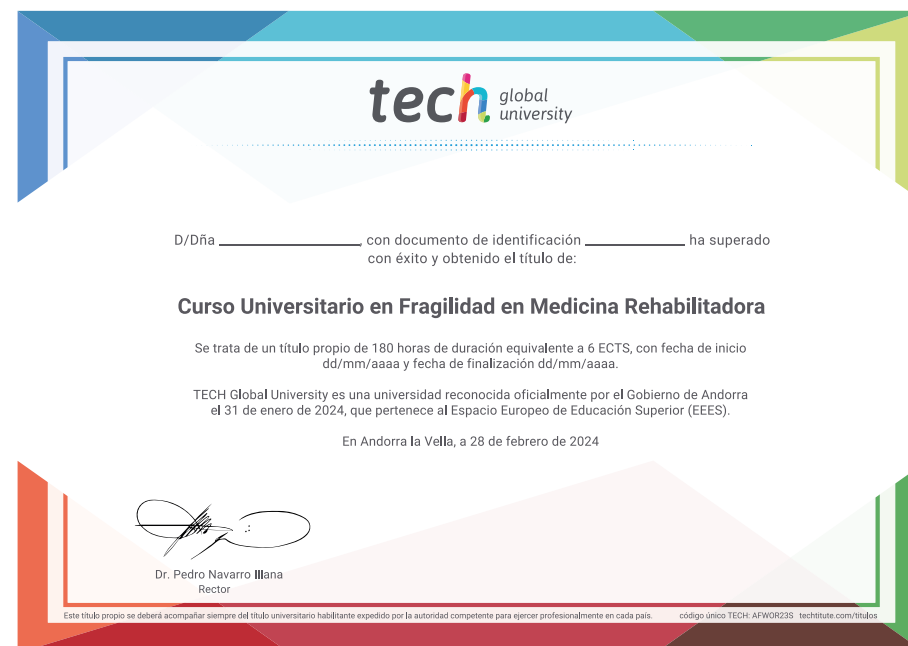 tech global university
D/Dña ____________________, con documento de identificación ______________ ha superado
con éxito y obtenido el título de:
Curso Universitario en Fragilidad en Medicina Rehabilitadora
Se trata de un título propio de 180 horas de duración equivalente a 6 ECTS, con fecha de inicio
dd/mm/aaaa y fecha de finalización dd/mm/aaaa.
TECH Global University es una universidad reconocida oficialmente por el Gobierno de Andorra
el 31 de enero de 2024, que pertenece al Espacio Europeo de Educación Superior (EEES).
En Andorra la Vella, a 28 de febrero de 2024
Dr. Pedro Navarro Illana
Rector
Este título propio se deberá acompañar siempre del título universitario habilitante expedido por la autoridad competente para ejercer profesionalmente en cada país. código único TECH: AFWOR23S techtitute.com/titulos